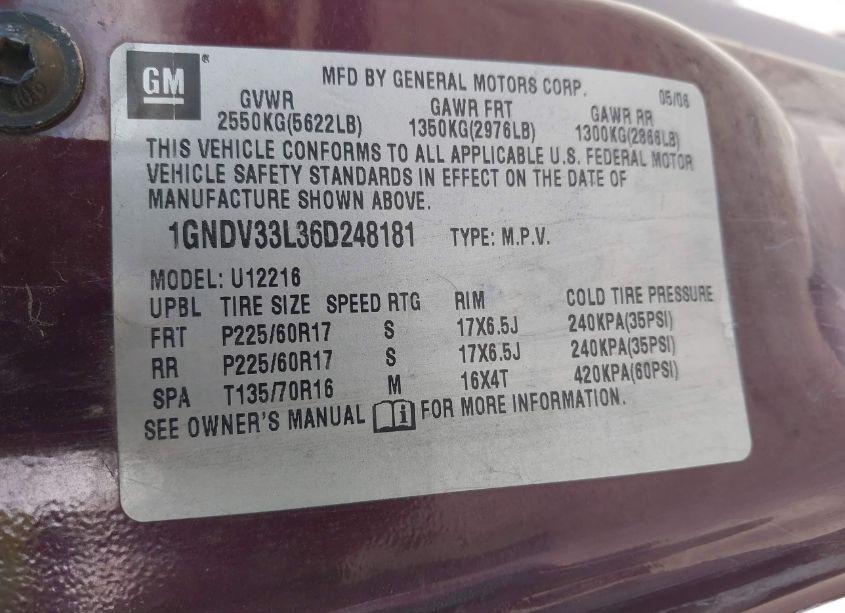 GM ®
MFD BY GENERAL MOTORS CORP. 05/06
GVWR GAWR FRT GAWR RR
2550KG(5622LB) 1350KG(2976LB) 1300KG(2866LB)
THIS VEHICLE CONFORMS TO ALL APPLICABLE U.S. FEDERAL MOTOR
VEHICLE SAFETY STANDARDS IN EFFECT ON THE DATE OF
MANUFACTURE SHOWN ABOVE.
1GNDV33L36D248181 TYPE: M.P.V.
MODEL: U12216
UPBL TIRE SIZE SPEED RTG RIM COLD TIRE PRESSURE
FRT P225/60R17 S 17X6.5J 240KPA(35PSI)
RR P225/60R17 S 17X6.5J 240KPA(35PSI)
SPA T135/70R16 M 16X4T 420KPA(60PSI)
SEE OWNER'S MANUAL i FOR MORE INFORMATION.